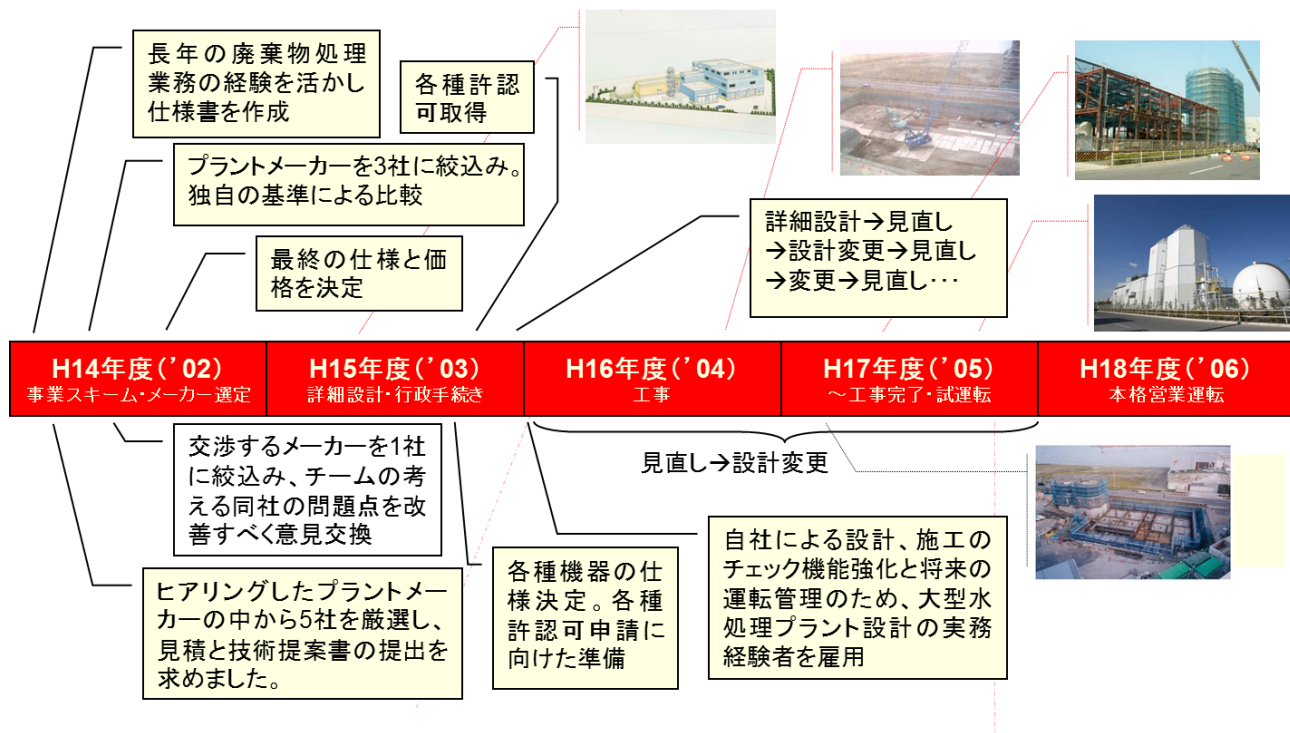 長年の廃棄物処理
業務の経験を活かし
仕様書を作成
各種許認
可取得
プラントメーカーを3社に絞込み。
独自の基準による比較
最終の仕様と価
格を決定
詳細設計→見直し
→設計変更→見直し
→変更→見直し･･･
H14年度(’02)
事業スキーム･メーカー選定
H15年度(’03)
詳細設計･行政手続き
H16年度(’04)
工事
H17年度(’05)
～工事完了･試運転
H18年度(’06)
本格営業運転
交渉するメーカーを1社
に絞込み、チームの考
える同社の問題点を改
善すべく意見交換
見直し→設計変更
ヒアリングしたプラントメー
カーの中から5社を厳選し、
見積と技術提案書の提出を
求めました。
各種機器の仕
様決定。各種
許認可申請に
向けた準備
自社による設計、施工の
チェック機能強化と将来の
運転管理のため、大型水
処理プラント設計の実務
経験者を雇用